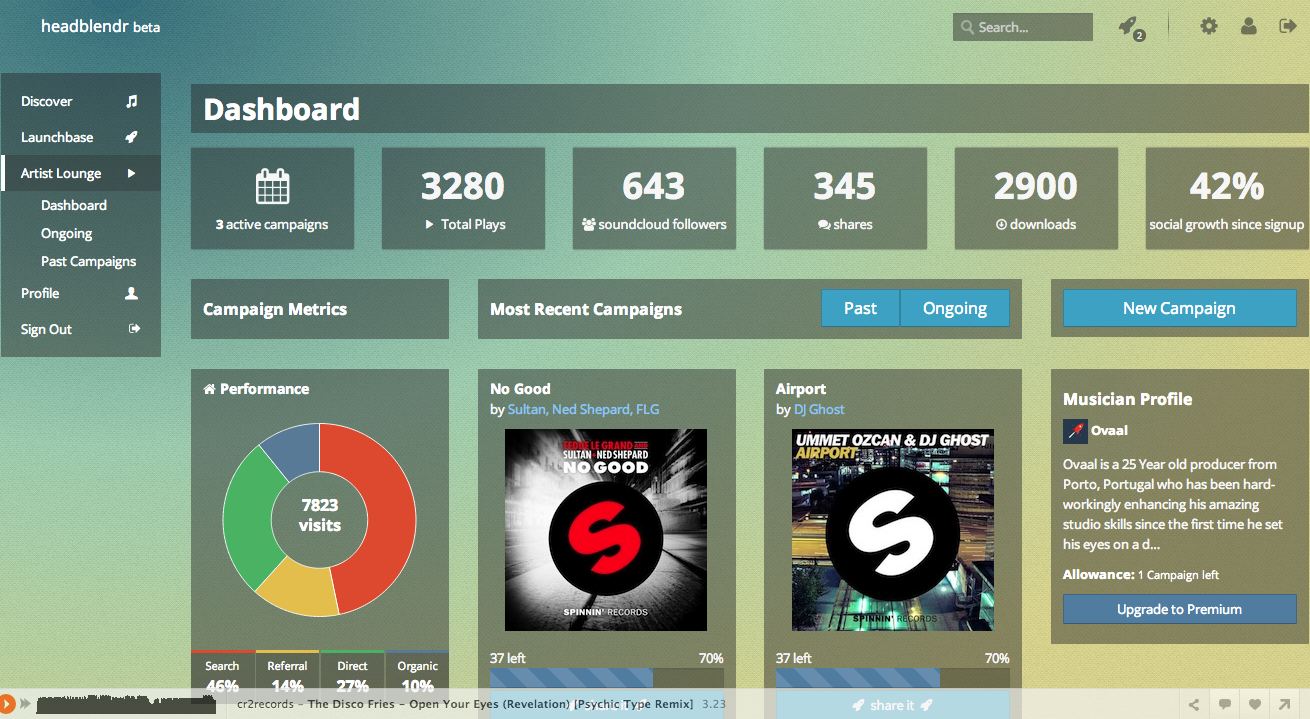 headblendr beta
Search...
2
Discover
Launchbase
Artist Lounge
Dashboard
Ongoing
Past Campaigns
Profile
Sign Out
Dashboard
3 active campaigns
3280
Total Plays
643
soundcloud followers
345
shares
2900
downloads
42%
social growth since signup
Campaign Metrics
Most Recent Campaigns
Past
Ongoing
New Campaign
Performance
7823
visits
Search
46%
Referral
14%
Direct
27%
Organic
10%
No Good
by Sultan, Ned Shepard, FLG
FEDDE LE GRAND AND
SULTAN + NED SHEPARD
NO GOOD
SPINNIN' RECORDS
37 left
70%
Airport
by DJ Ghost
UMMET OZCAN & DJ GHOST
AIRPORT
SPINNIN' RECORDS
37 left
70%
share it
Musician Profile
Ovaal
Ovaal is a 25 Year old producer from
Porto, Portugal who has been hard-
workingly enhancing his amazing
studio skills since the first time he set
his eyes on a d...
Allowance: 1 Campaign left
Upgrade to Premium
cr2records – The Disco Fries – Open Your Eyes (Revelation) [Psychic Type Remix] 3.23